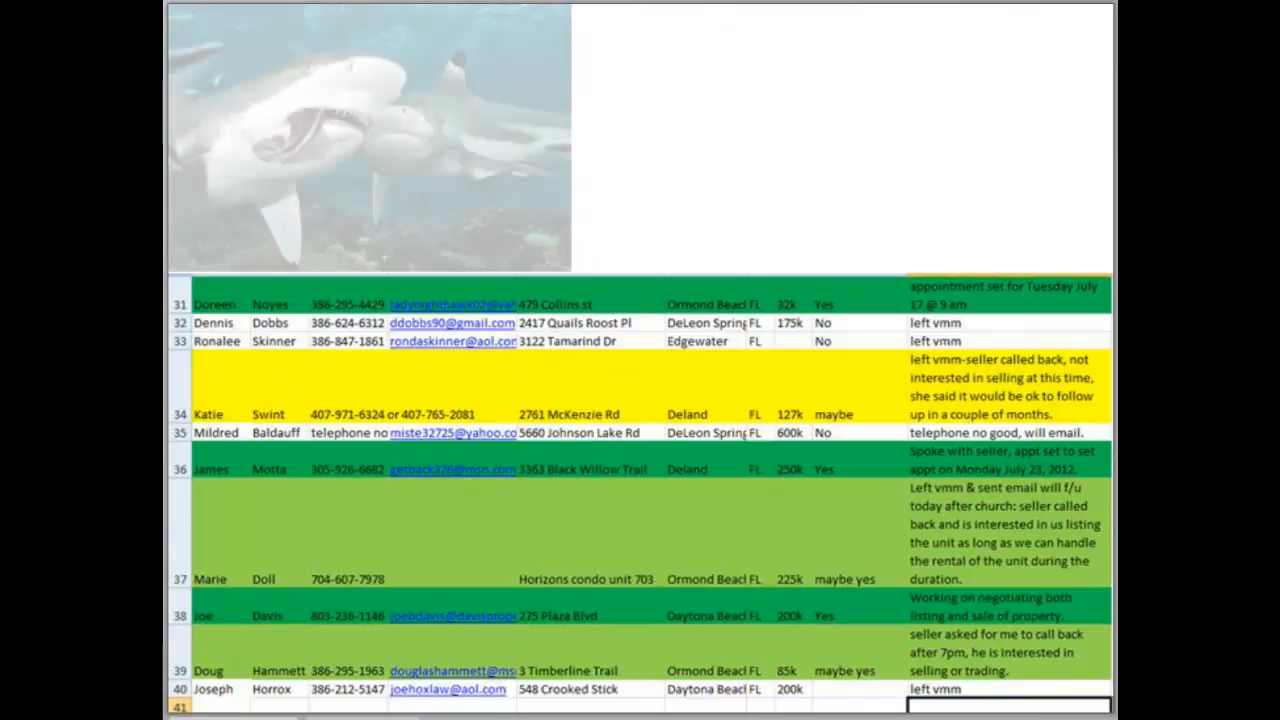 appointment set for Tuesday July
31 Doreen Noyes 386-295-4429 479 Collins st Ormond Beach FL 32k Yes 17 @ 9 am
32 Dennis Dobbs 386-624-6312 ddobbs90@gmail.com 2417 Quails Roost Pl DeLeon Spring FL 175k No left vmm
33 Ronalee Skinner 386-847-1861 rondaskinner@aol.con 3122 Tamarind Dr Edgewater FL No left vmm
left vmm-seller called back, not
interested in selling at this time,
she said it would be ok to follow
34 Katie Swint 407-971-6324 or 407-765-2081 2761 McKenzie Rd Deland FL 127k maybe up in a couple of months.
35 Mildred Baldauff telephone no miste32725@yahoo.co 5660 Johnson Lake Rd DeLeon Spring FL 600k No telephone no good, will email.
Spoke with seller, appt set to set
36 James Motta 305-926-6682 getback326@msn.com 3363 Black Willow Trail Deland FL 250k Yes appt on Monday July 23, 2012.
Left vmm & sent email will f/u
today after church: seller called
back and is interested in us listing
the unit as long as we can handle
the rental of the unit during the
37 Marie Doll 704-607-7978 Horizons condo unit 703 Ormond Beach FL 225k maybe yes duration.
Working on negotiating both
38 Joe Davis 803-236-1146 joebdavis@davisprope 275 Plaza Blvd Daytona Beach FL 200k Yes listing and sale of property.
seller asked for me to call back
after 7pm, he is interested in
39 Doug Hammett 386-295-1963 douglashammett@ms 3 Timberline Trail Ormond Beach FL 85k maybe yes selling or trading.
40 Joseph Horrox 386-212-5147 joehoxlaw@aol.com 548 Crooked Stick Daytona Beach FL 200k left vmm
41